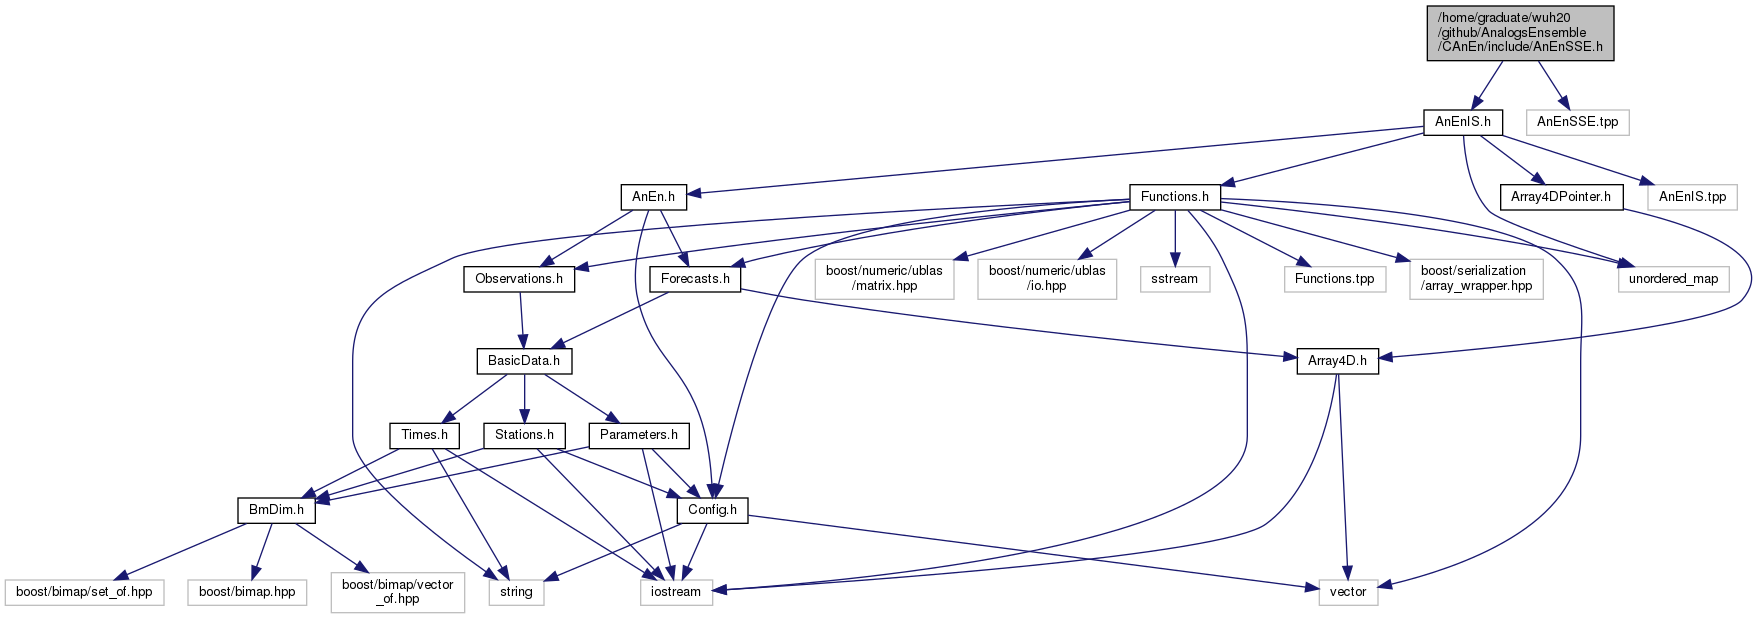 /home/graduate/wuh20
/github/AnalogsEnsemble
/CAnEn/include/AnEnSSE.h
AnEnIS.h
AnEnSSE.tpp
AnEn.h
Functions.h
Array4DPointer.h
AnEnIS.tpp
Observations.h
Forecasts.h
boost/numeric/ublas
/matrix.hpp
boost/numeric/ublas
/io.hpp
sstream
Functions.tpp
boost/serialization
/array_wrapper.hpp
unordered_map
BasicData.h
Array4D.h
Times.h
Stations.h
Parameters.h
BmDim.h
Config.h
boost/bimap/set_of.hpp
boost/bimap.hpp
boost/bimap/vector
_of.hpp
string
iostream
vector